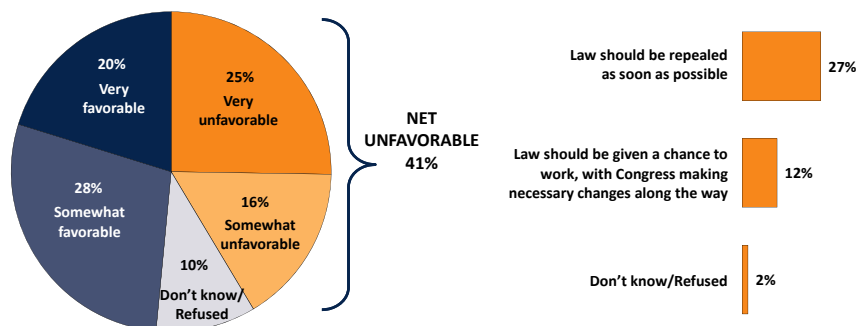 20%
Very
favorable
25%
Very
unfavorable
28%
Somewhat
favorable
16%
Somewhat
unfavorable
10%
Don't know/
Refused
NET
UNFAVORABLE
41%
Law should be repealed
as soon as possible
27%
Law should be given a chance to
work, with Congress making
necessary changes along the way
12%
Don't know/Refused
2%